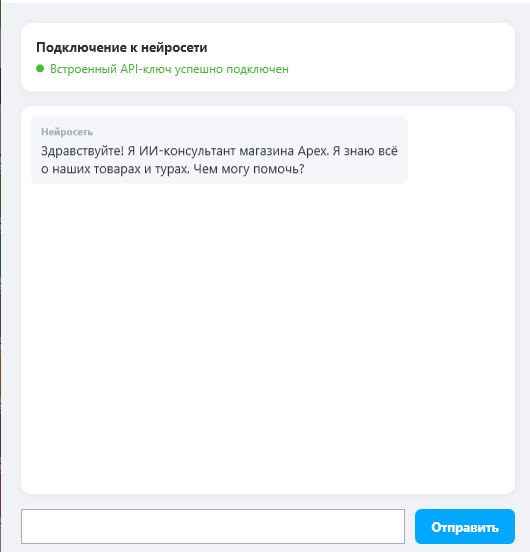 Подключение к нейросети
Встроенный API-ключ успешно подключен
Нейросеть
Здравствуйте! Я ИИ-консультант магазина Apex. Я знаю всё
о наших товарах и турах. Чем могу помочь?
Отправить